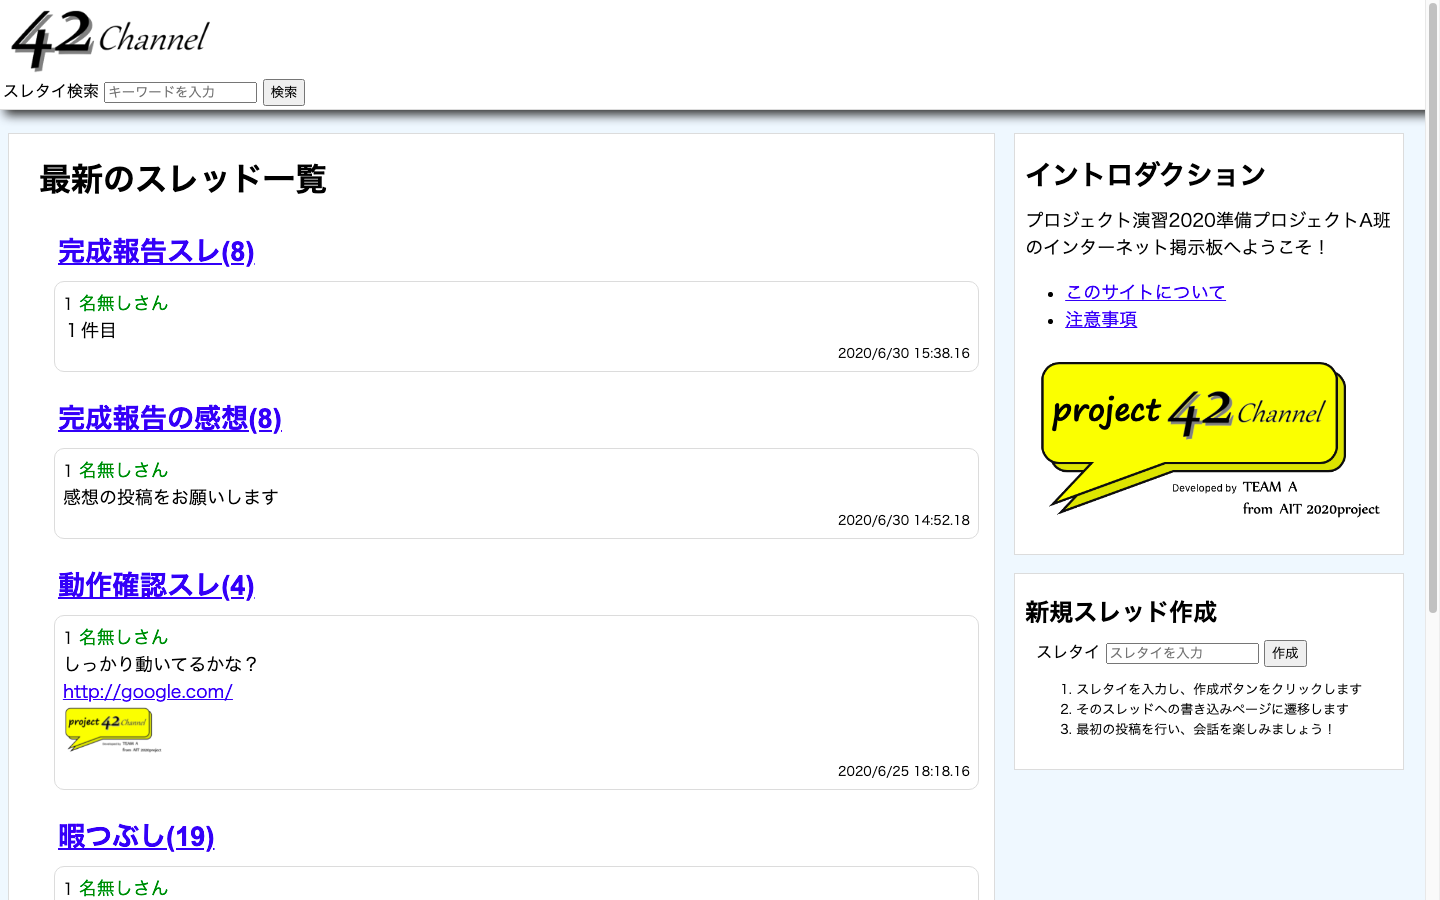 42 Channel
スレタイ検索 キーワードを入力 検索
最新のスレッド一覧
完成報告スレ(8)
1 名無しさん
１件目
2020/6/30 15:38.16
完成報告の感想(8)
1 名無しさん
感想の投稿をお願いします
2020/6/30 14:52.18
動作確認スレ(4)
1 名無しさん
しっかり動いてるかな？
http://google.com/
project 42 Channel
Developed by TEAM A
from AIT 2020project
2020/6/25 18:18.16
暇つぶし(19)
1 名無しさん
イントロダクション
プロジェクト演習2020準備プロジェクトA班
のインターネット掲示板へようこそ！
• このサイトについて
• 注意事項
project 42 Channel
Developed by TEAM A
from AIT 2020project
新規スレッド作成
スレタイ スレタイを入力 作成
1. スレタイを入力し、作成ボタンをクリックします
2. そのスレッドへの書き込みページに遷移します
3. 最初の投稿を行い、会話を楽しみましょう！